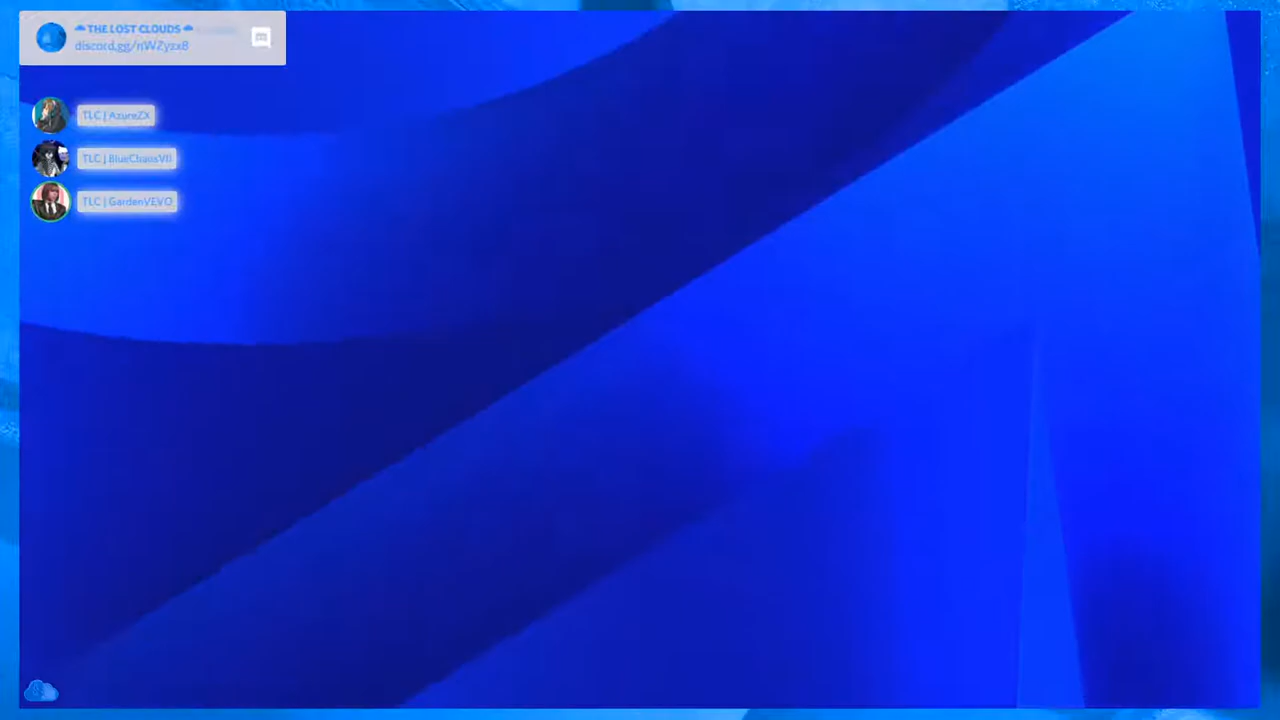 THE LOST CLOUDS
discord.gg/nWZyzx8
TLC | AzureZX
TLC | BlueChaosVII
TLC | GardenVEVO